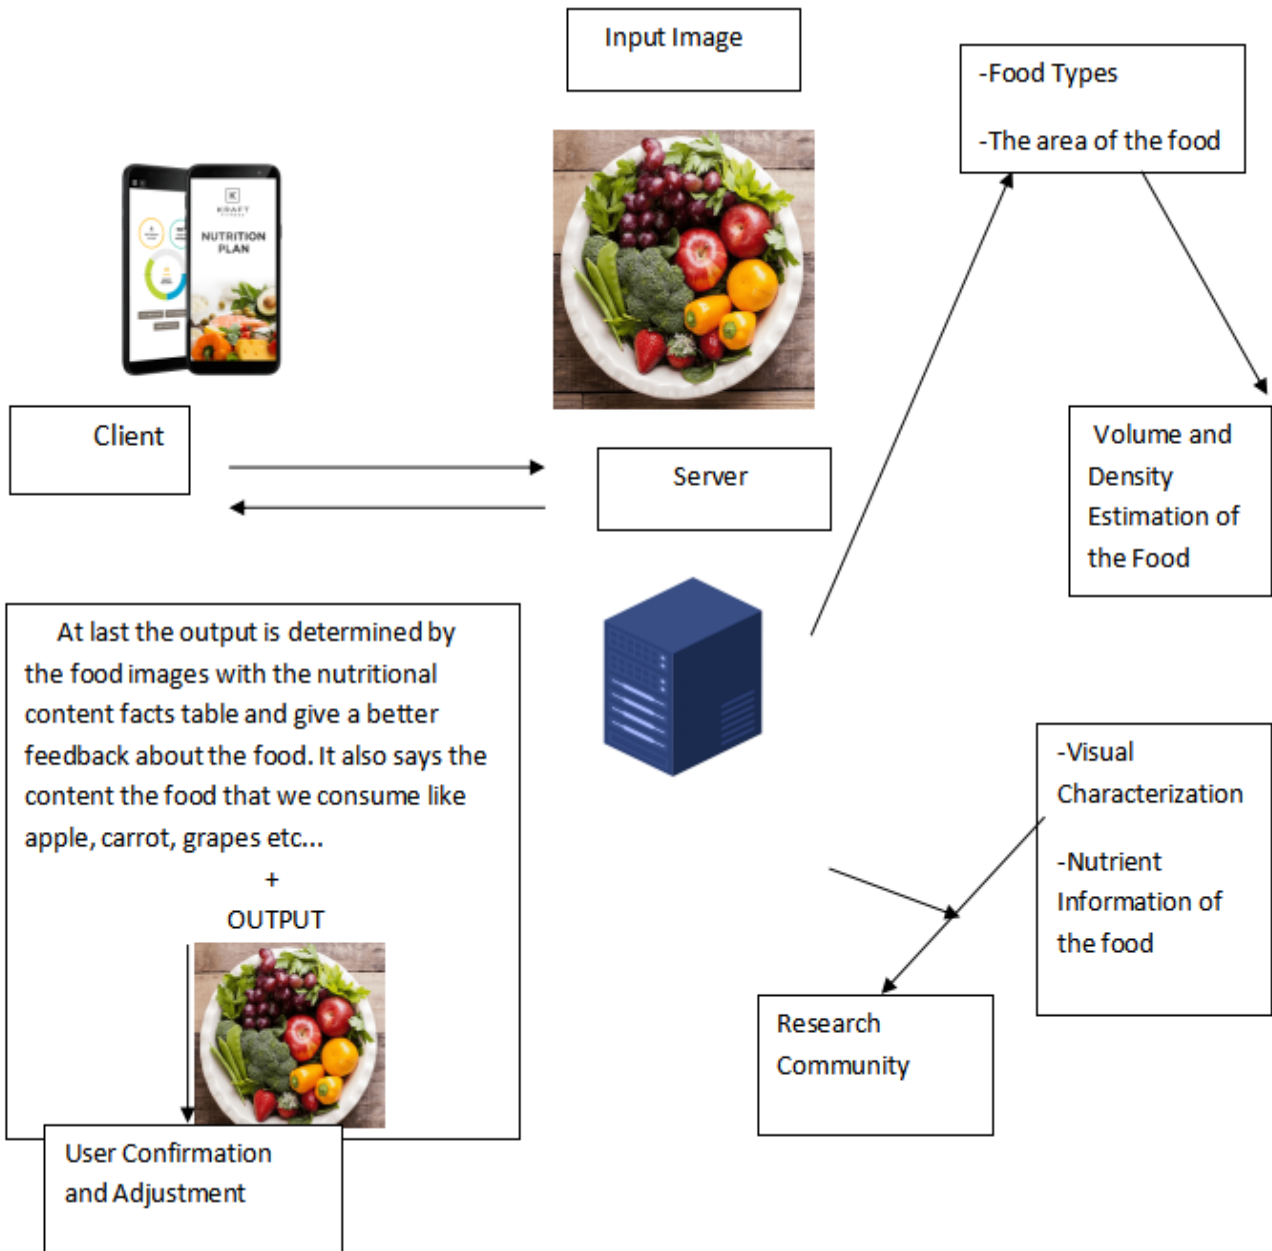 Input Image
-Food Types
-The area of the food
K
KRAFT
FITNESS
NUTRITION
PLAN
Client
Server
Volume and
Density
Estimation of
the Food
At last the output is determined by
the food images with the nutritional
content facts table and give a better
feedback about the food. It also says the
content the food that we consume like
apple, carrot, grapes etc...
+
OUTPUT
User Confirmation
and Adjustment
-Visual
Characterization
-Nutrient
Information of
the food
Research
Community